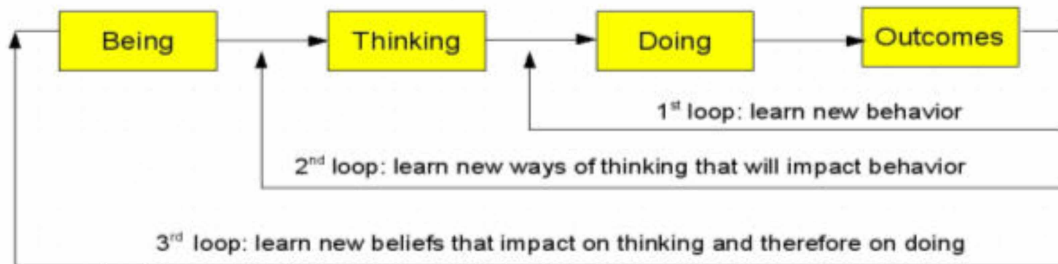 Being Thinking Doing Outcomes
1st loop: learn new behavior
2nd loop: learn new ways of thinking that will impact behavior
3rd loop: learn new beliefs that impact on thinking and therefore on doing